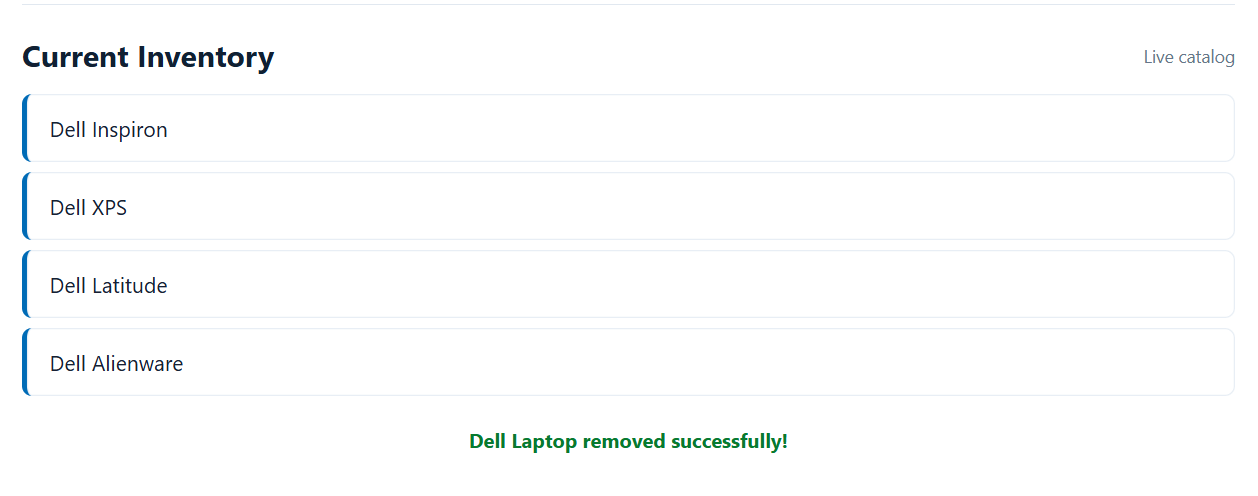 Current Inventory
Live catalog
Dell Inspiron
Dell XPS
Dell Latitude
Dell Alienware
Dell Laptop removed successfully!